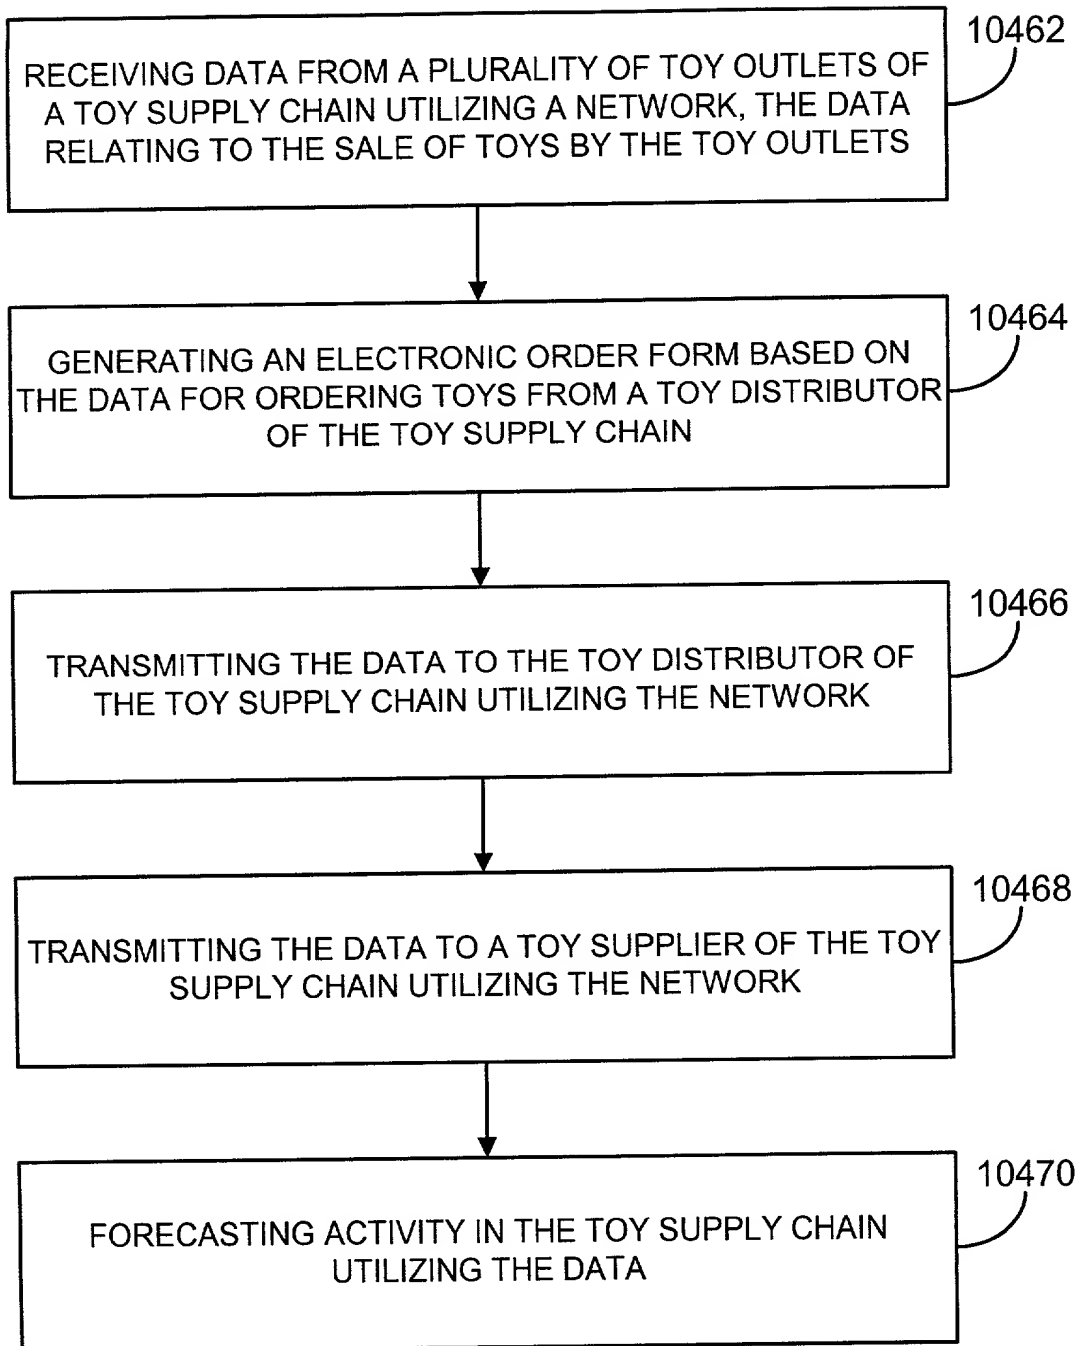 10462
RECEIVING DATA FROM A PLURALITY OF TOY OUTLETS OF
A TOY SUPPLY CHAIN UTILIZING A NETWORK, THE DATA
RELATING TO THE SALE OF TOYS BY THE TOY OUTLETS
10464
GENERATING AN ELECTRONIC ORDER FORM BASED ON
THE DATA FOR ORDERING TOYS FROM A TOY DISTRIBUTOR
OF THE TOY SUPPLY CHAIN
10466
TRANSMITTING THE DATA TO THE TOY DISTRIBUTOR OF
THE TOY SUPPLY CHAIN UTILIZING THE NETWORK
10468
TRANSMITTING THE DATA TO A TOY SUPPLIER OF THE TOY
SUPPLY CHAIN UTILIZING THE NETWORK
10470
FORECASTING ACTIVITY IN THE TOY SUPPLY CHAIN
UTILIZING THE DATA